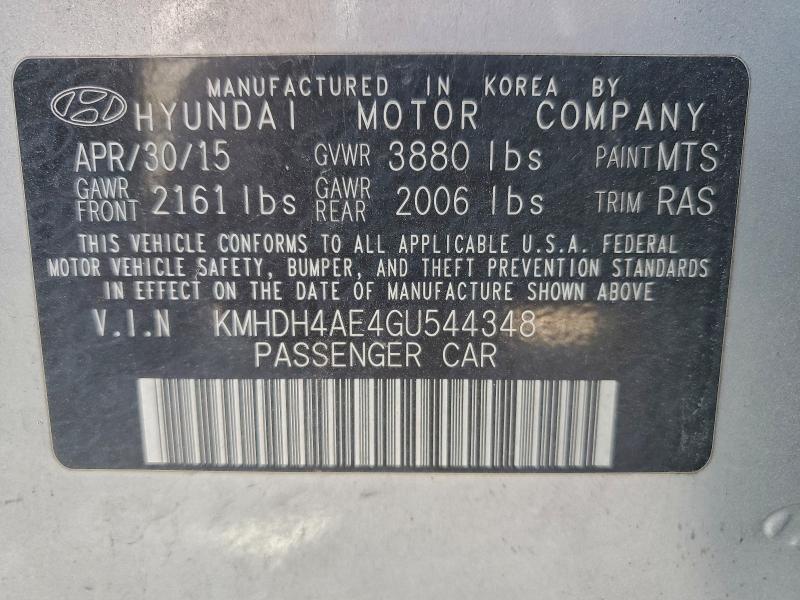 MANUFACTURED IN KOREA BY
HYUNDAI MOTOR COMPANY
APR/30/15 GVWR 3880 lbs PAINT MTS
GAWR FRONT 2161 lbs GAWR REAR 2006 lbs TRIM RAS
THIS VEHICLE CONFORMS TO ALL APPLICABLE U.S.A. FEDERAL
MOTOR VEHICLE SAFETY, BUMPER, AND THEFT PREVENTION STANDARDS
IN EFFECT ON THE DATE OF MANUFACTURE SHOWN ABOVE
V.I.N KMHDH4AE4GU544348
PASSENGER CAR